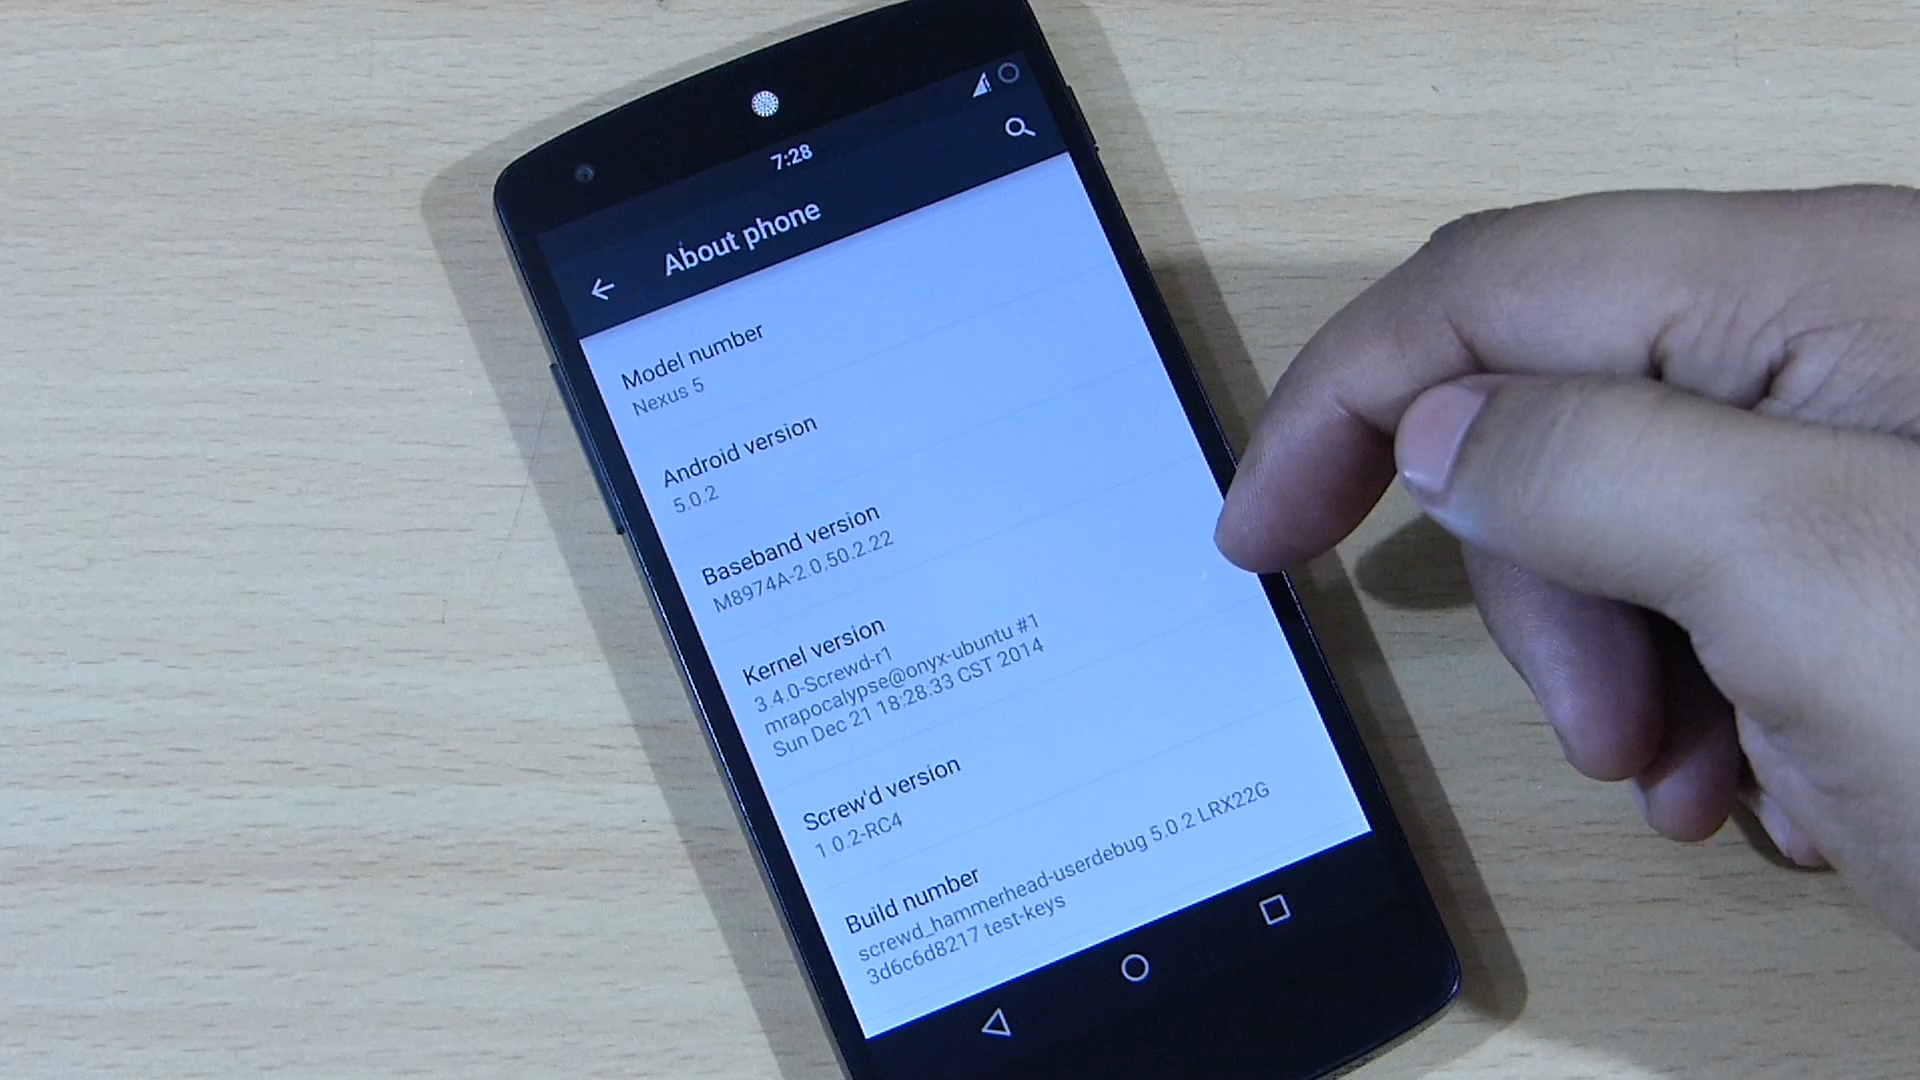 7:28
About phone
Model number
Nexus 5
Android version
5.0.2
Baseband version
M8974A-2.0.50.2.22
Kernel version
3.4.0-Screwd-r1
mrapocalypse@onyx-ubuntu #1
Sun Dec 21 18:28:33 CST 2014
Screw'd version
1.0.2-RC4
Build number
screwd_hammerhead-userdebug 5.0.2 LRX22G
3d6c6d8217 test-keys